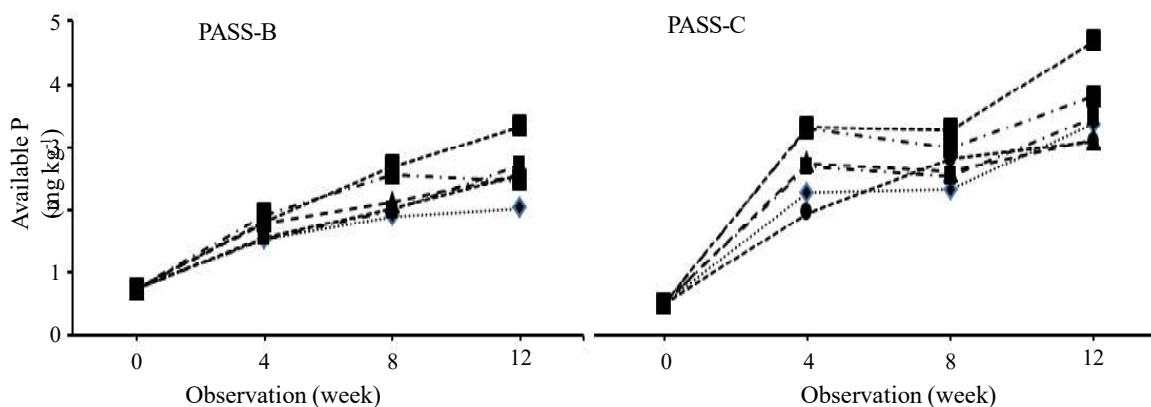 5
PASS-B
PASS-C
4
3
2
1
0
Available P
(mg kg-1)
0 4 8 12
0 4 8 12
Observation (week)
Observation (week)